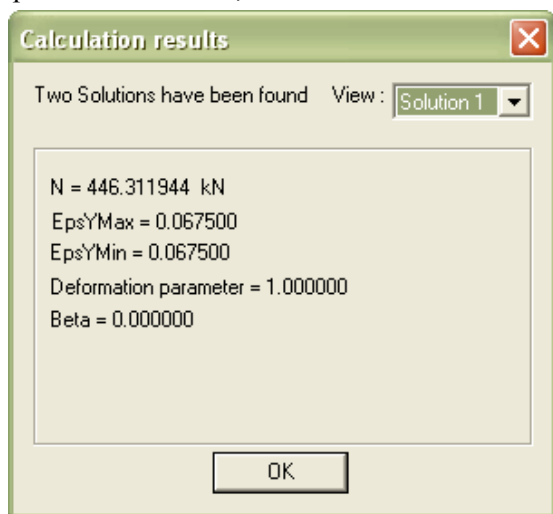 Calculation results
Two Solutions have been found View : Solution 1
N = 446.311944 kN
EpsYMax = 0.067500
EpsYMin = 0.067500
Deformation parameter = 1.000000
Beta = 0.000000
OK